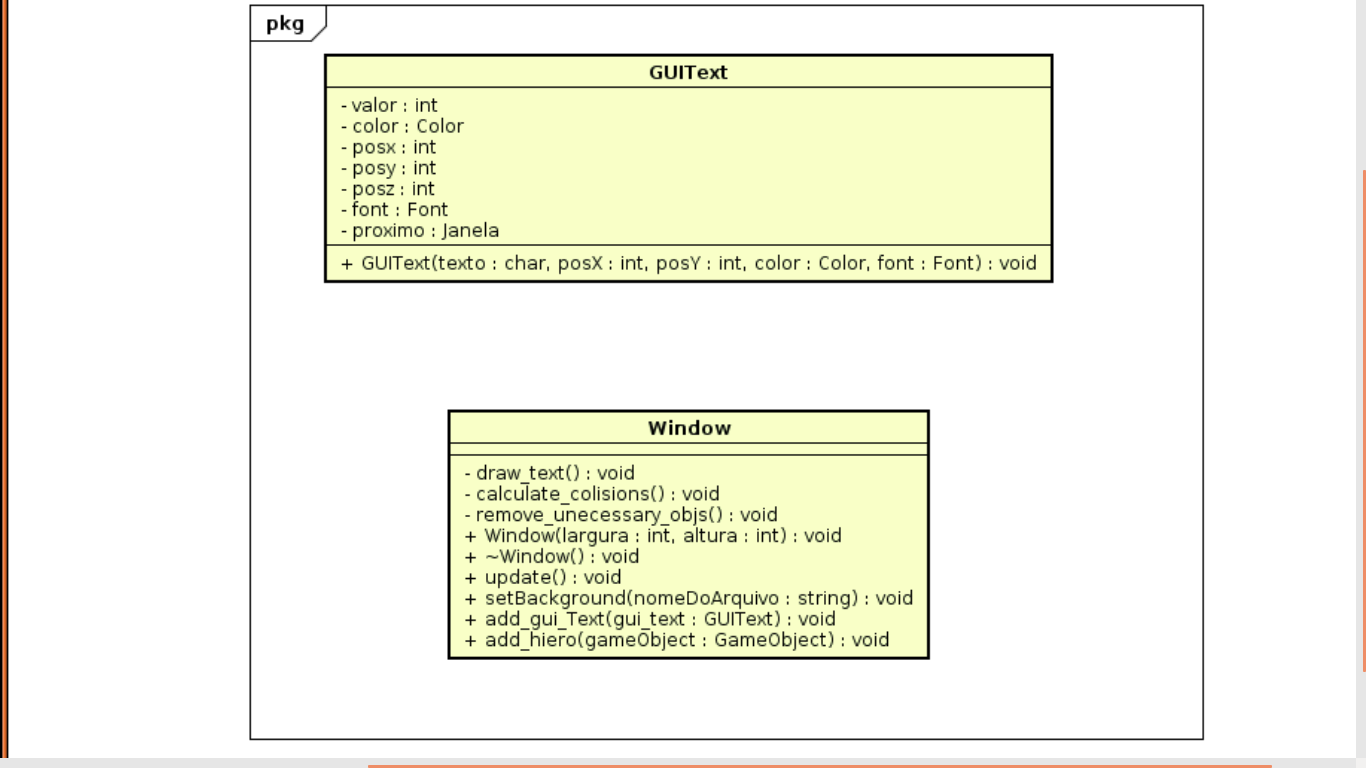 pkg
GUIText
- valor : int
- color : Color
- posx : int
- posy : int
- posz : int
- font : Font
- proximo : Janela
+ GUIText(texto : char, posX : int, posY : int, color : Color, font : Font) : void
Window
- draw_text() : void
- calculate_colisions() : void
- remove_unecessary_objs() : void
+ Window(largura : int, altura : int) : void
+ ~Window() : void
+ update() : void
+ setBackground(nomeDoArquivo : string) : void
+ add_gui_Text(gui_text : GUIText) : void
+ add_hiero(gameObject : GameObject) : void